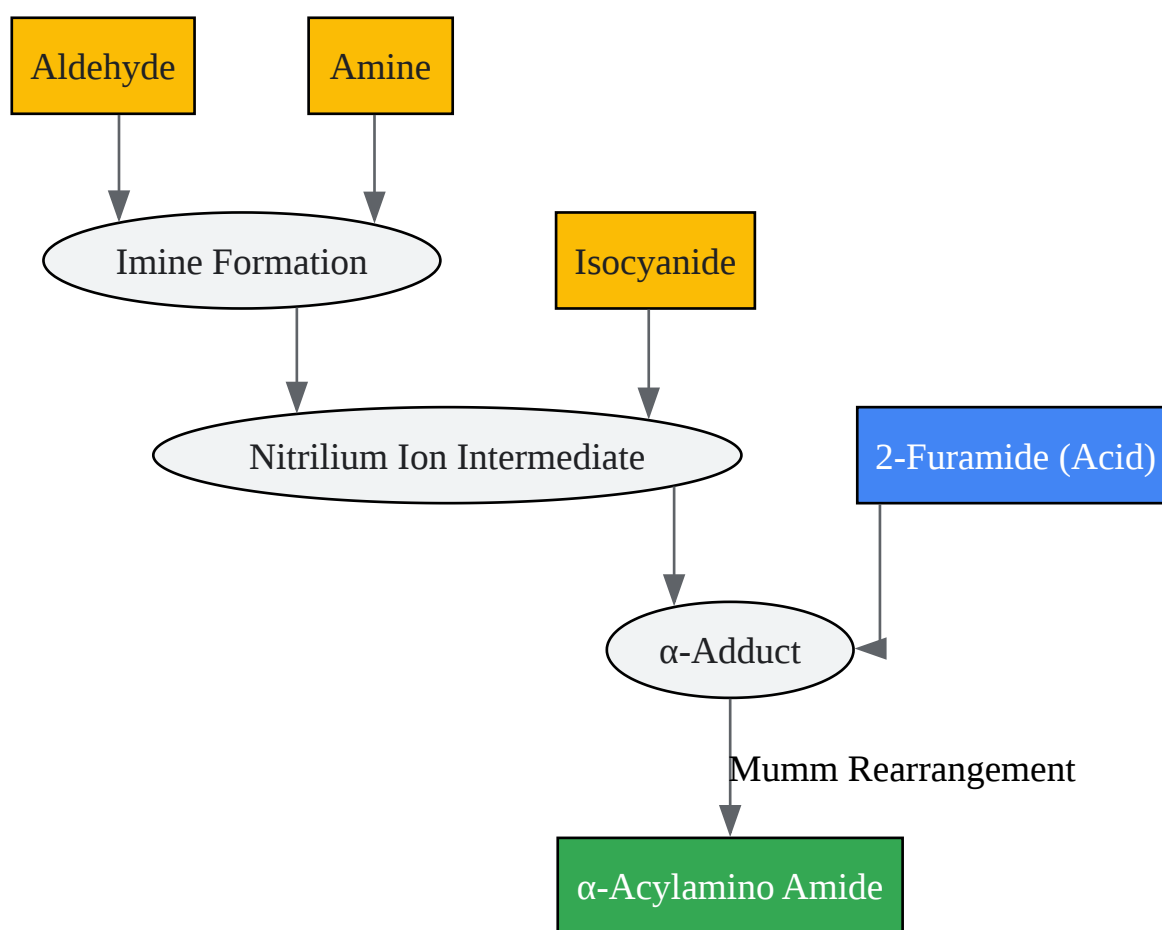 Aldehyde
Amine
Imine Formation
Isocyanide
Nitrilium Ion Intermediate
2-Furamide (Acid)
α-Adduct
Mumm Rearrangement
α-Acylamino Amide